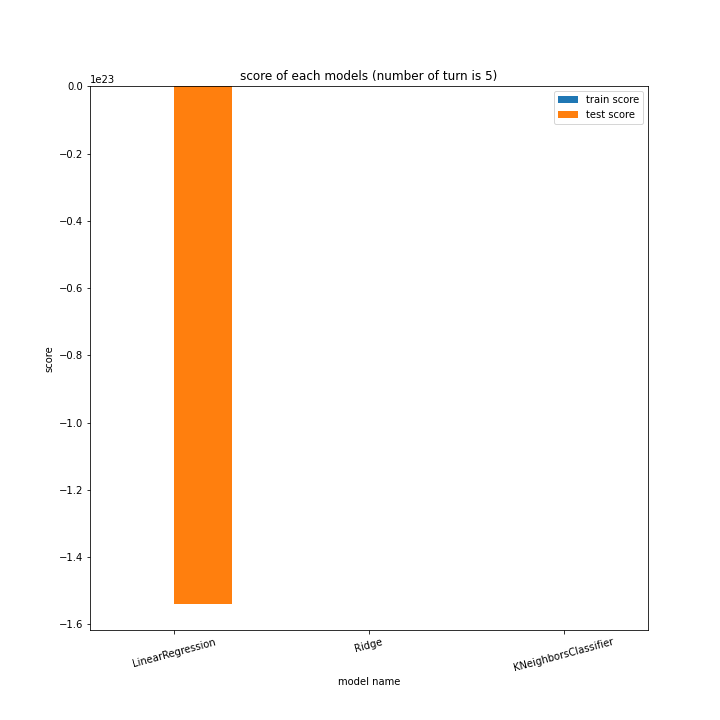 score of each models (number of turn is 5)
1e23
0.0
−0.2
−0.4
−0.6
−0.8
−1.0
−1.2
−1.4
−1.6
score
train score
test score
LinearRegression
Ridge
KNeighborsClassifier
model name